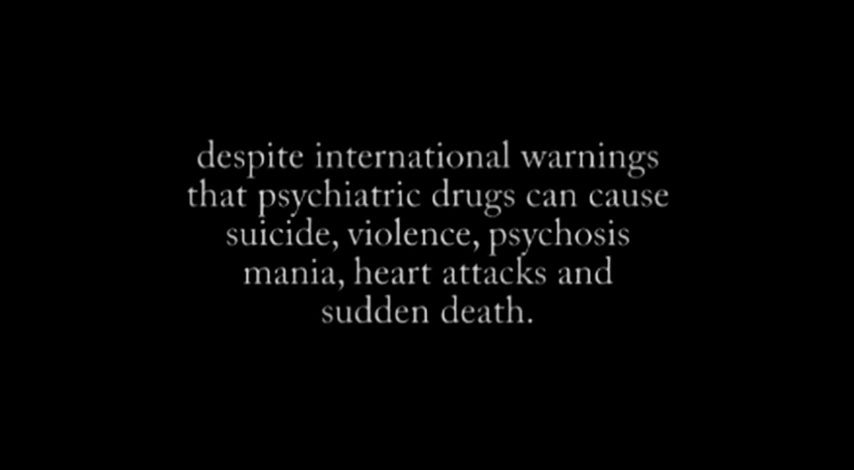 despite international warnings
that psychiatric drugs can cause
suicide, violence, psychosis
mania, heart attacks and
sudden death.